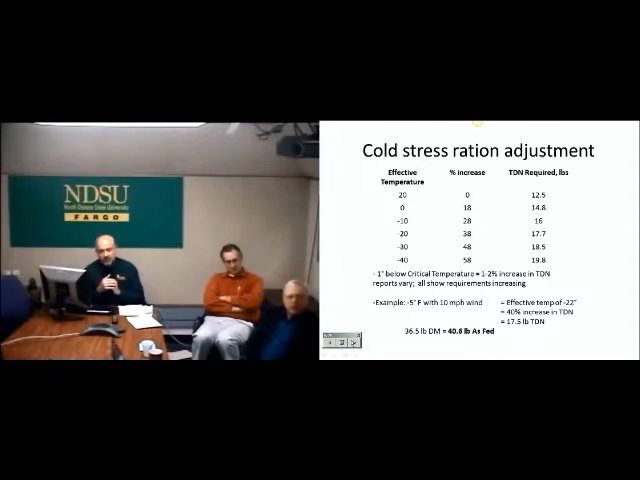 NDSU
North Dakota State University
FARGO
Cold stress ration adjustment
Effective Temperature % increase TDN Required, lbs
20 0 12.5
0 18 14.8
-10 28 16
-20 38 17.7
-30 48 18.5
-40 58 19.8
- 1° below Critical Temperature = 1-2% increase in TDN
reports vary; all show requirements increasing
-Example: -5° F with 10 mph wind = Effective temp of -22°
= 40% increase in TDN
= 17.5 lb TDN
36.5 lb DM = 40.6 lb As Fed